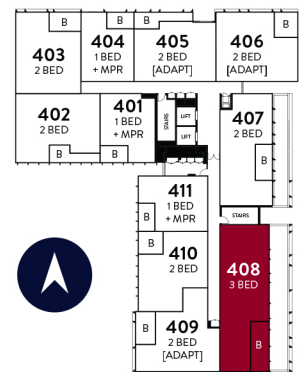 B
B
B
B
403
2 BED
404
1 BED
+ MPR
405
2 BED
[ADAPT]
406
2 BED
[ADAPT]
402
2 BED
401
1 BED
+ MPR
STAIRS
LIFT
LIFT
407
2 BED
B
B
B
411
1 BED
+ MPR
B
STAIRS
410
2 BED
B
408
3 BED
409
2 BED
[ADAPT]
B
B